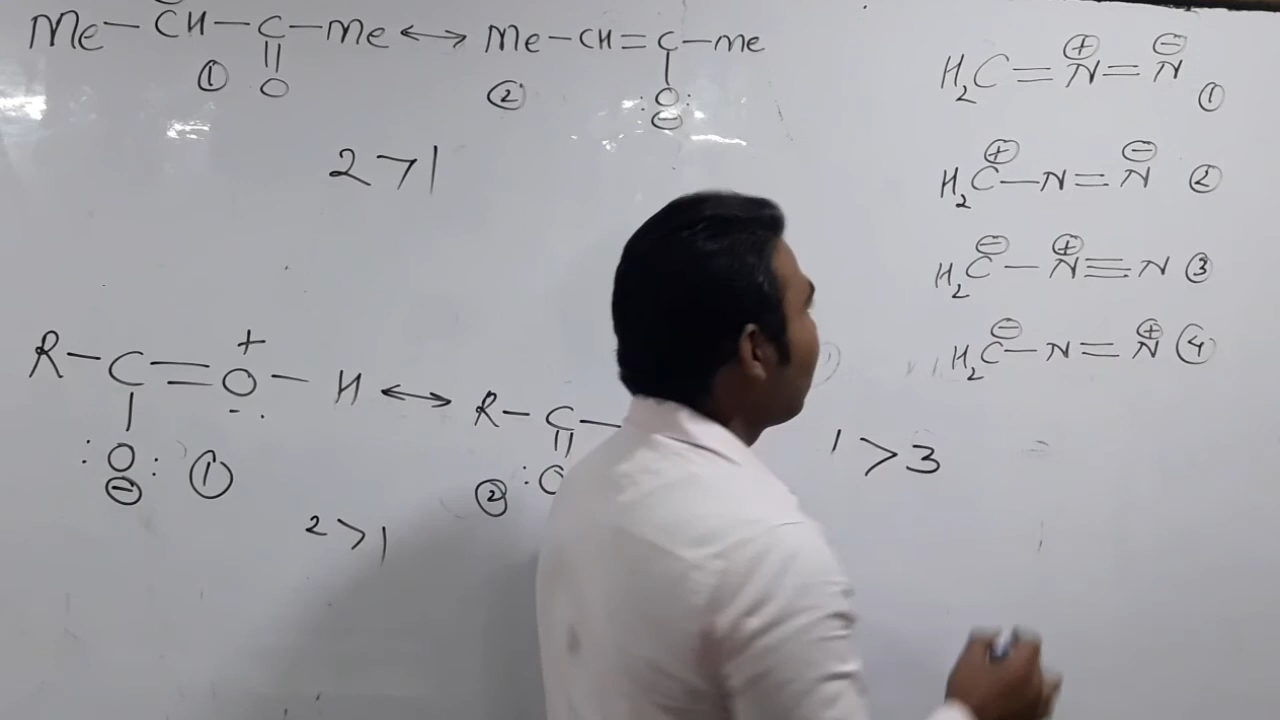 Me–CH–C–Me ↔ Me–CH=C–me
|| |
① O ② :O:
⊖
2 > 1
⊕ ⊖
H₂C=N=N ①
⊕ ⊖
H₂C–N=N ②
⊖ ⊕
H₂C–N≡N ③
⊖ ⊕
H₂C–N=N ④
+
R–C=O–H ↔ R–C–
| .. ||
:O: ① ② :O
⊖
2 > 1
1 > 3